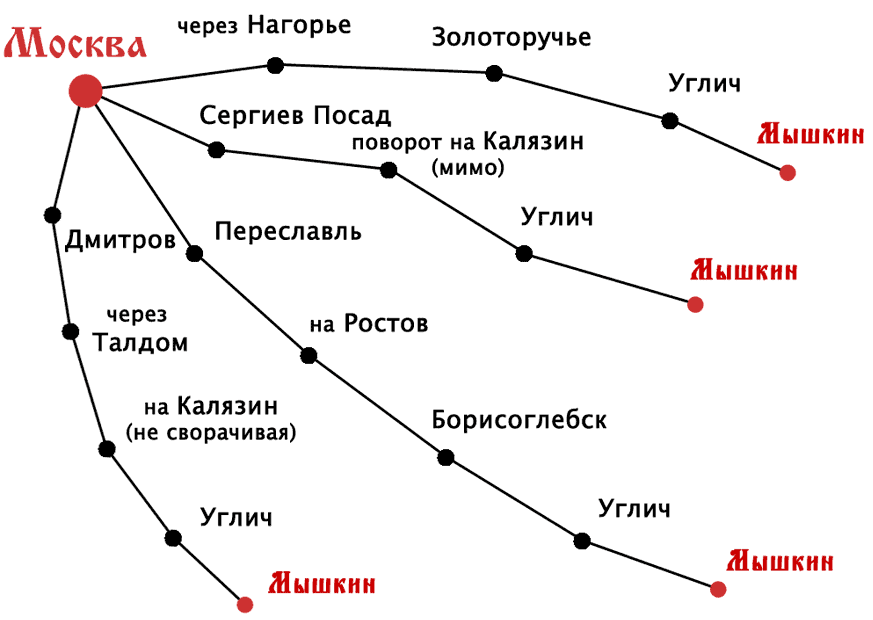 Москва
через Нагорье
Золоторучье
Углич
Мышкин
Сергиев Посад
поворот на Калязин
(мимо)
Углич
Мышкин
Переславль
на Ростов
Борисоглебск
Углич
Мышкин
Дмитров
через
Талдом
на Калязин
(не сворачивая)
Углич
Мышкин